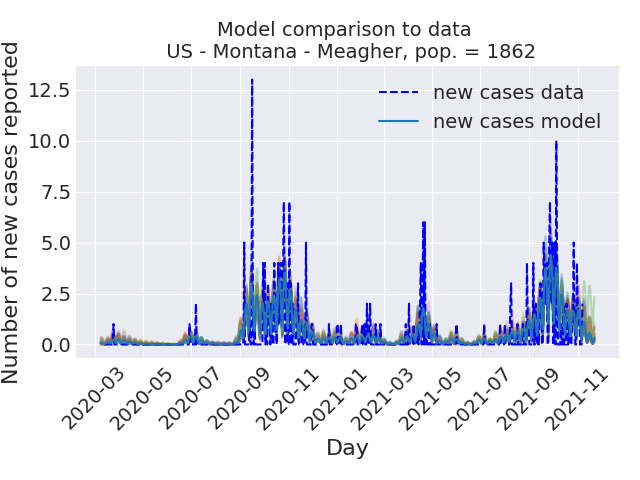 Model comparison to data
US - Montana - Meagher, pop. = 1862
Number of new cases reported
12.5
10.0
7.5
5.0
2.5
0.0
new cases data
new cases model
2020-03
2020-05
2020-07
2020-09
2020-11
2021-01
2021-03
2021-05
2021-07
2021-09
2021-11
Day